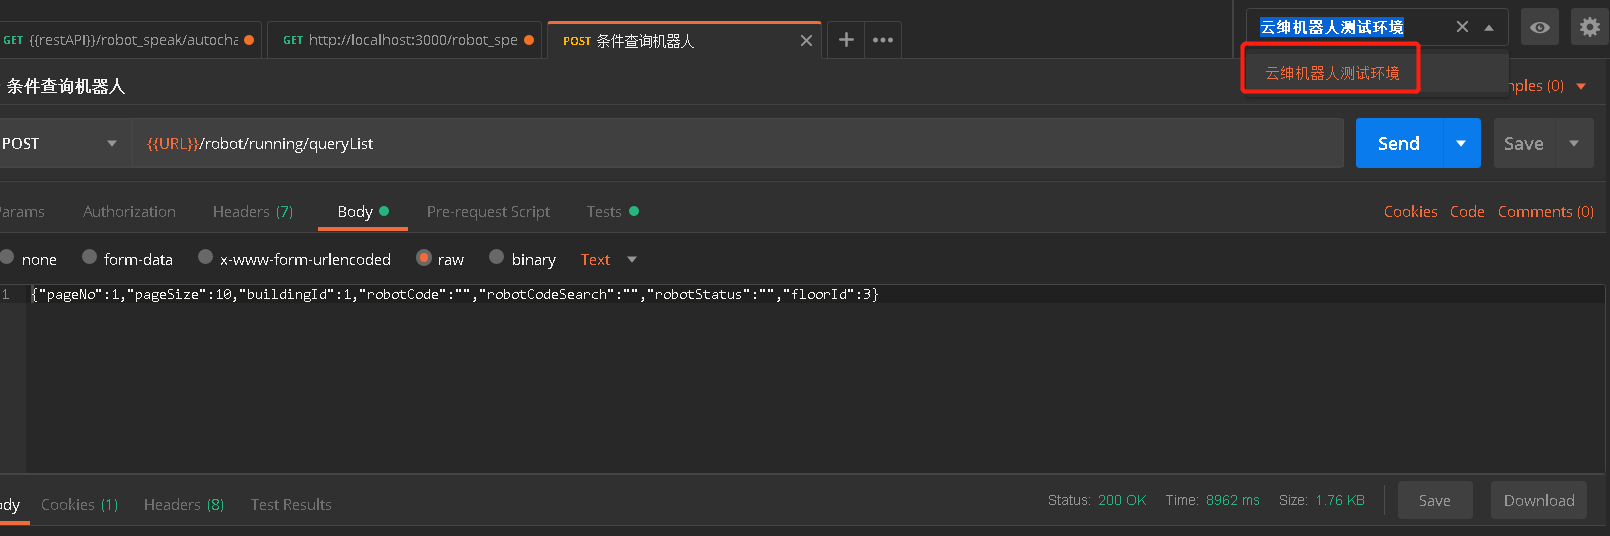 GET {{restAPI}}/robot_speak/autocha
GET http://localhost:3000/robot_spe
POST 条件查询机器人
云绅机器人测试环境
云绅机器人测试环境
条件查询机器人
mples (0)
POST
{{URL}}/robot/running/queryList
Send
Save
arams Authorization Headers (7) Body Pre-request Script Tests
Cookies Code Comments (0)
none form-data x-www-form-urlencoded raw binary Text
1 {"pageNo":1,"pageSize":10,"buildingId":1,"robotCode":"","robotCodeSearch":"","robotStatus":"","floorId":3}
ody Cookies (1) Headers (8) Test Results
Status: 200 OK Time: 8962 ms Size: 1.76 KB
Save
Download